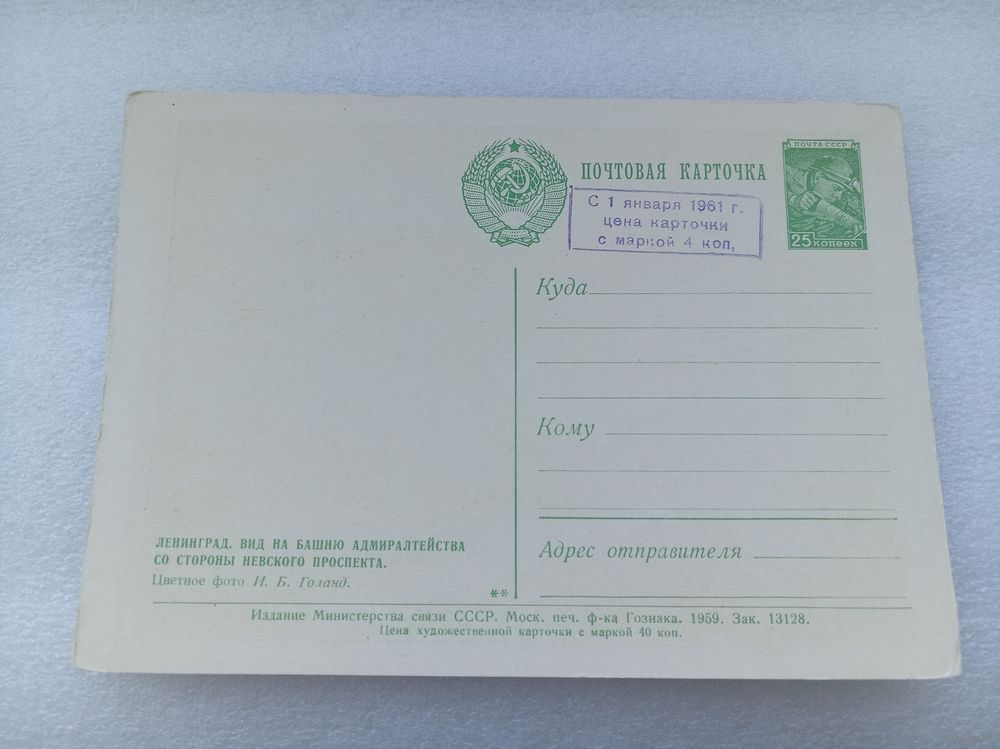 ПОЧТОВАЯ КАРТОЧКА
ПОЧТА СССР
25 копеек
С 1 января 1961 г.
цена карточки
с маркой 4 коп,
Куда
Кому
Адрес отправителя
ЛЕНИНГРАД. ВИД НА БАШНЮ АДМИРАЛТЕЙСТВА
СО СТОРОНЫ НЕВСКОГО ПРОСПЕКТА.
Цветное фото И. Б. Голанд.
**
Издание Министерства связи СССР. Моск. печ. ф-ка Гознака. 1959. Зак. 13128.
Цена художественной карточки с маркой 40 коп.